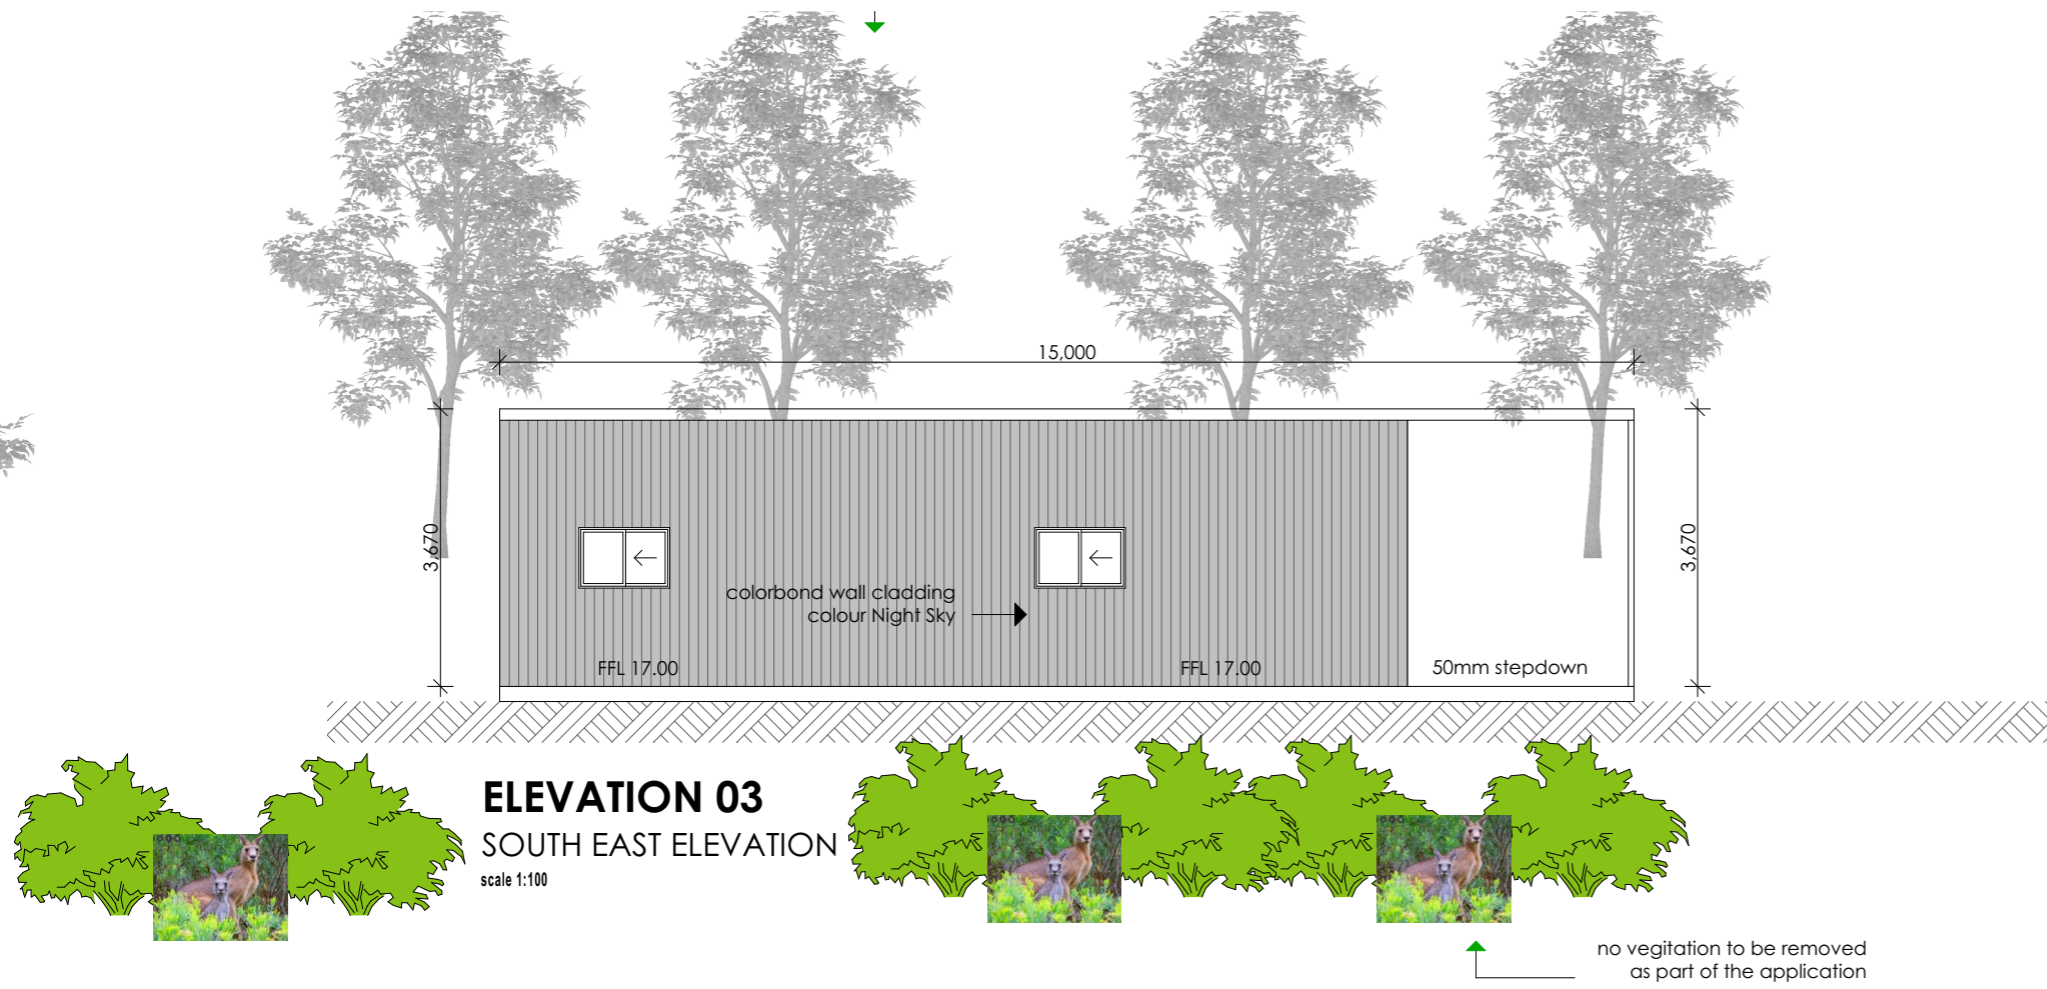 15,000
3,670
3,670
colorbond wall cladding
colour Night Sky
FFL 17.00
FFL 17.00
50mm stepdown
ELEVATION 03
SOUTH EAST ELEVATION
scale 1:100
no vegitation to be removed
as part of the application